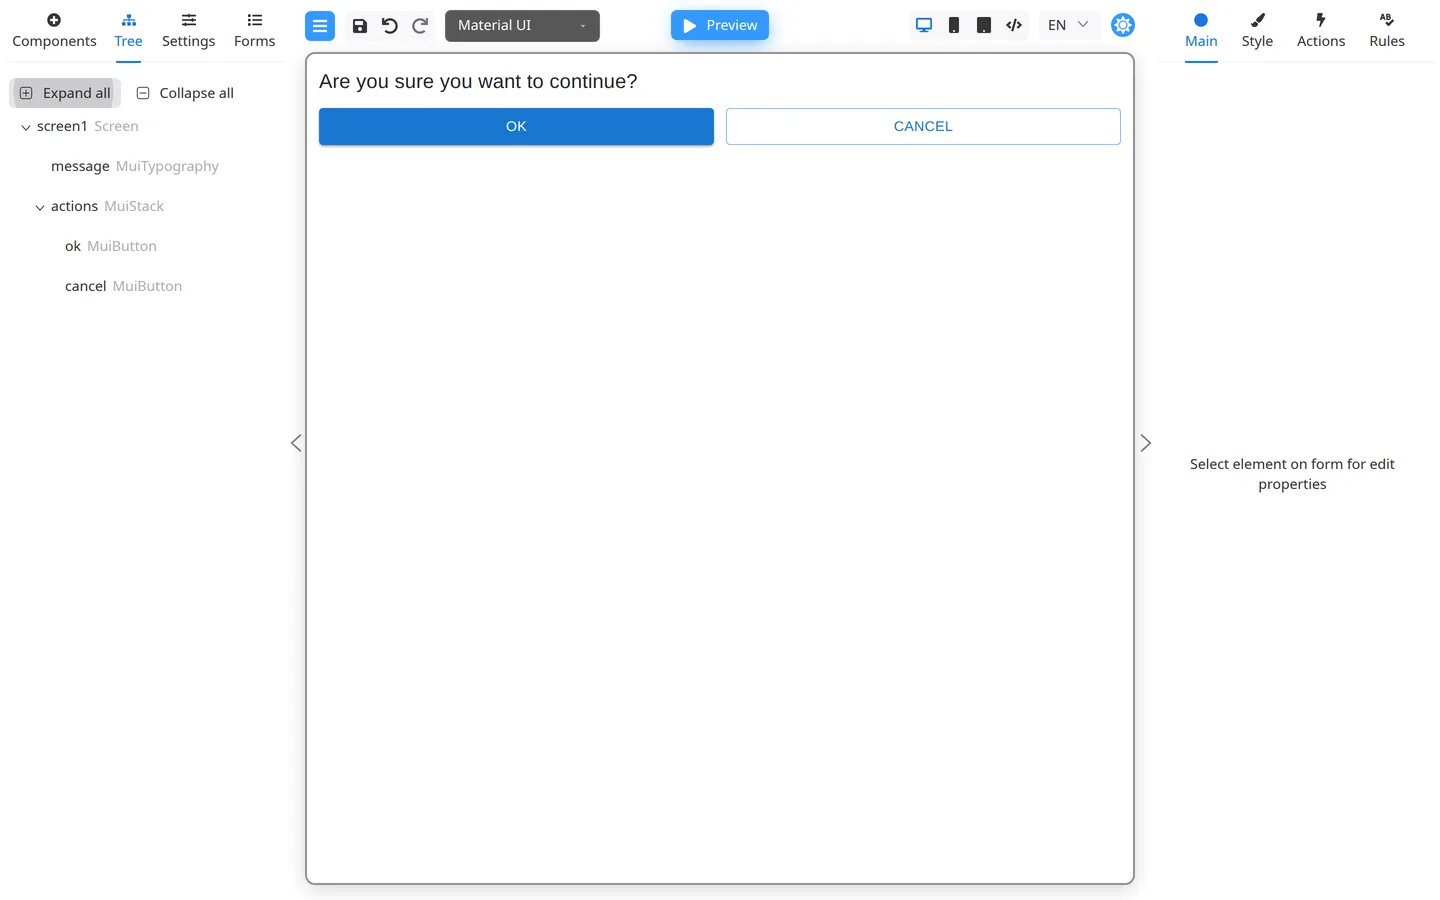 Components
Tree
Settings
Forms
Material UI
Preview
EN
Main
Style
Actions
AB
Rules
Expand all
Collapse all
screen1 Screen
message MuiTypography
actions MuiStack
ok MuiButton
cancel MuiButton
Are you sure you want to continue?
OK
CANCEL
Select element on form for edit
properties